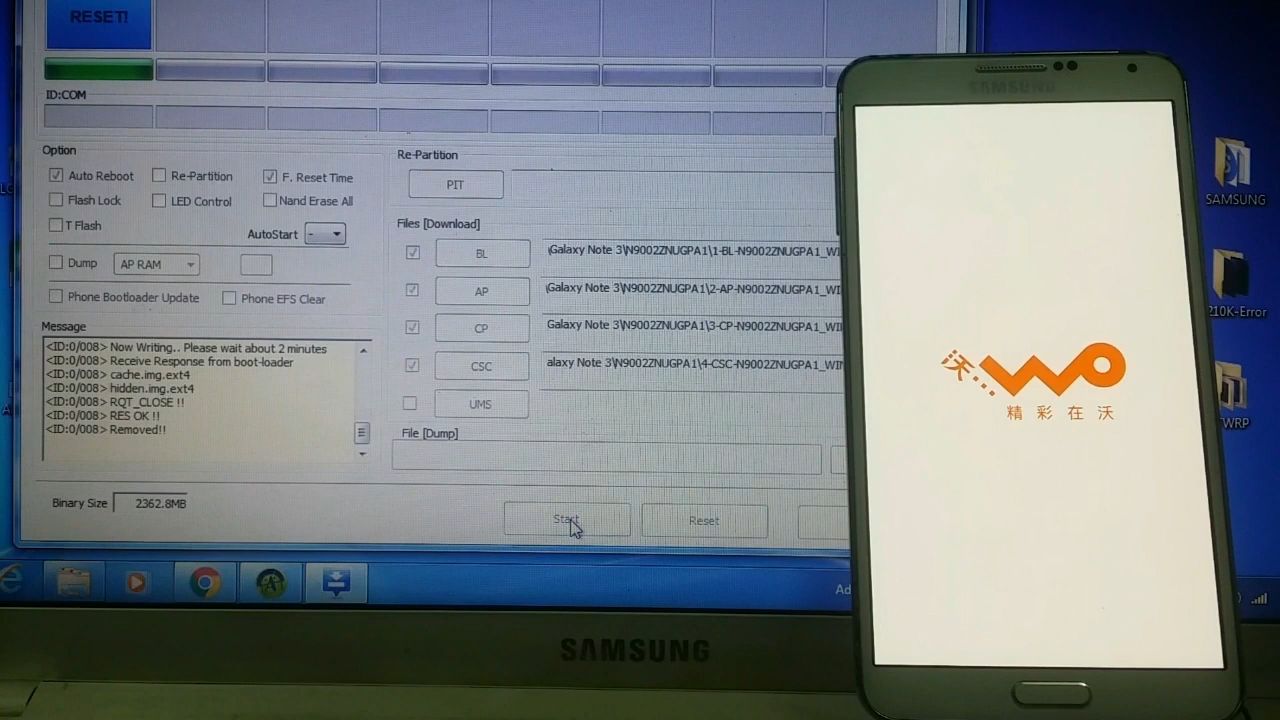 RESET!
ID:COM
Option
Auto Reboot
Re-Partition
F. Reset Time
Flash Lock
LED Control
Nand Erase All
T Flash
AutoStart
-
Dump
AP RAM
Phone Bootloader Update
Phone EFS Clear
Message
<ID:0/008> Now Writing.. Please wait about 2 minutes
<ID:0/008> Receive Response from boot-loader
<ID:0/008> cache.img.ext4
<ID:0/008> hidden.img.ext4
<ID:0/008> RQT_CLOSE !!
<ID:0/008> RES OK !!
<ID:0/008> Removed!!
Binary Size
2362.8MB
Re-Partition
PIT
Files [Download]
BL
\Galaxy Note 3\N9002ZNUGPA1\1-BL-N9002ZNUGPA1_WI
AP
\Galaxy Note 3\N9002ZNUGPA1\2-AP-N9002ZNUGPA1_WI
CP
Galaxy Note 3\N9002ZNUGPA1\3-CP-N9002ZNUGPA1_WI
CSC
alaxy Note 3\N9002ZNUGPA1\4-CSC-N9002ZNUGPA1_WI
UMS
File [Dump]
Start
Reset
Ad
SAMSUNG
SAMSUNG
沃
WO
精彩在沃
SAMSUNG
210K-Error
TWRP